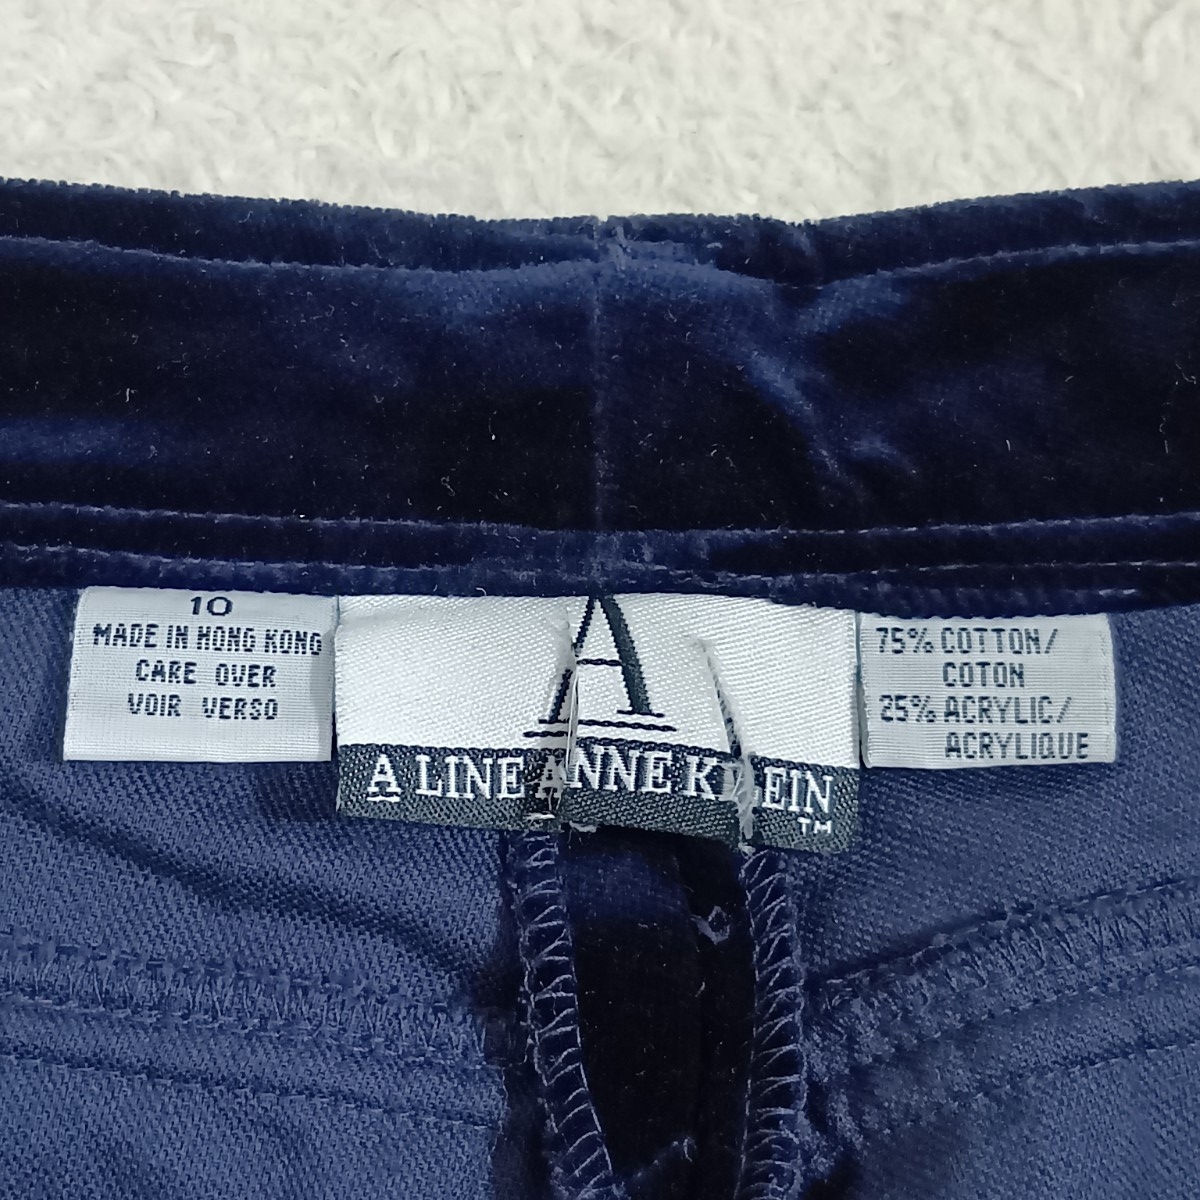 10
MADE IN HONG KONG
CARE OVER
VOIR VERSO
A
A LINE ANNE KLEIN
TM
75% COTTON/
COTON
25% ACRYLIC/
ACRYLIQUE